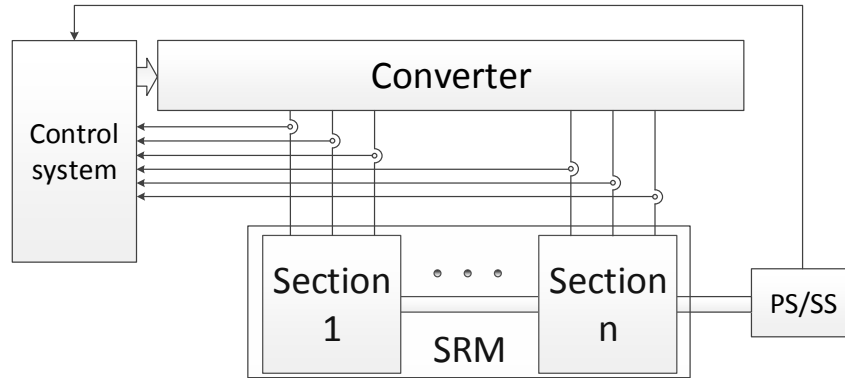 Converter
Control
system
Section
1
Section
n
SRM
PS/SS